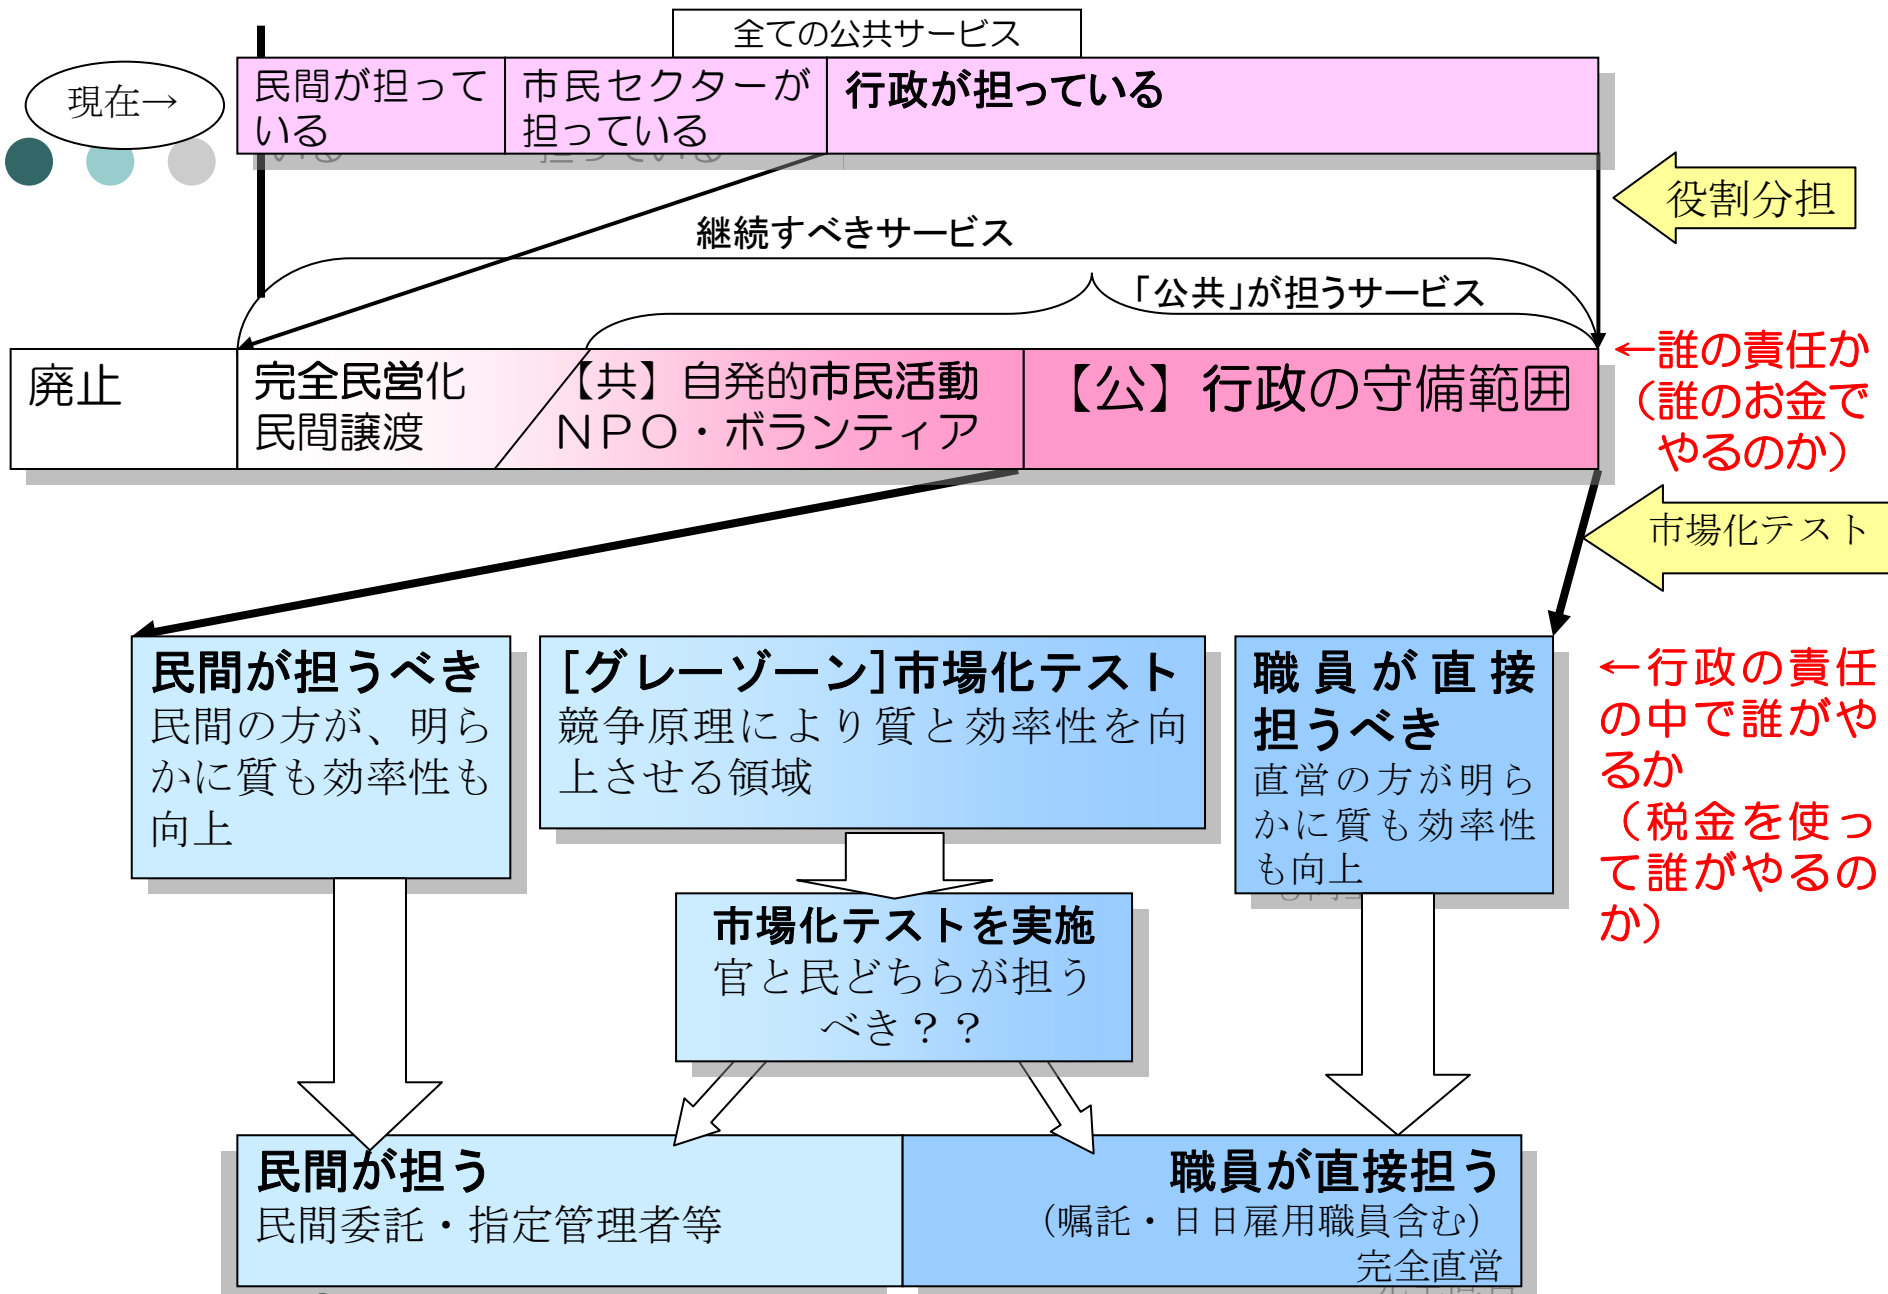 全ての公共サービス
現在→
民間が担って
いる
市民セクターが
担っている
行政が担っている
役割分担
継続すべきサービス
「公共」が担うサービス
廃止
完全民営化
民間譲渡
【共】自発的市民活動
NPO・ボランティア
【公】行政の守備範囲
←誰の責任か
（誰のお金で
やるのか）
市場化テスト
民間が担うべき
民間の方が、明ら
かに質も効率性も
向上
[グレーゾーン]市場化テスト
競争原理により質と効率性を向
上させる領域
職員が直接
担うべき
直営の方が明ら
かに質も効率性
も向上
←行政の責任
の中で誰がや
るか
（税金を使っ
て誰がやるの
か）
市場化テストを実施
官と民どちらが担う
べき？？
民間が担う
民間委託・指定管理者等
職員が直接担う
（嘱託・日日雇用職員含む）
完全直営